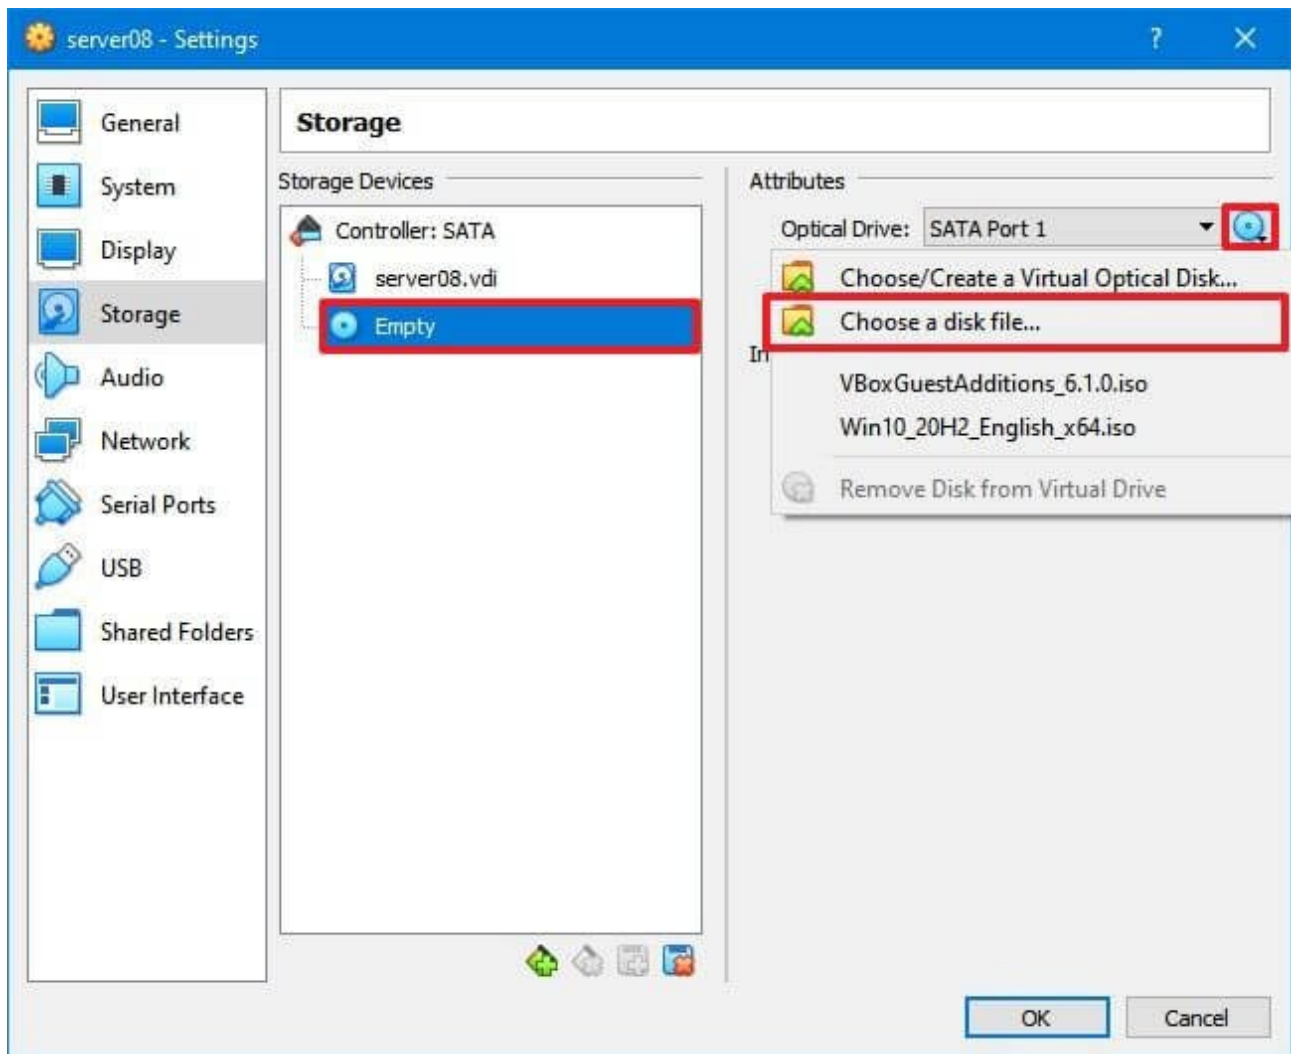 server08 - Settings
?
General
System
Display
Storage
Audio
Network
Serial Ports
USB
Shared Folders
User Interface
Storage
Storage Devices
Controller: SATA
server08.vdi
Empty
Attributes
Optical Drive: SATA Port 1
Choose/Create a Virtual Optical Disk...
Choose a disk file...
In
VBoxGuestAdditions_6.1.0.iso
Win10_20H2_English_x64.iso
Remove Disk from Virtual Drive
OK
Cancel